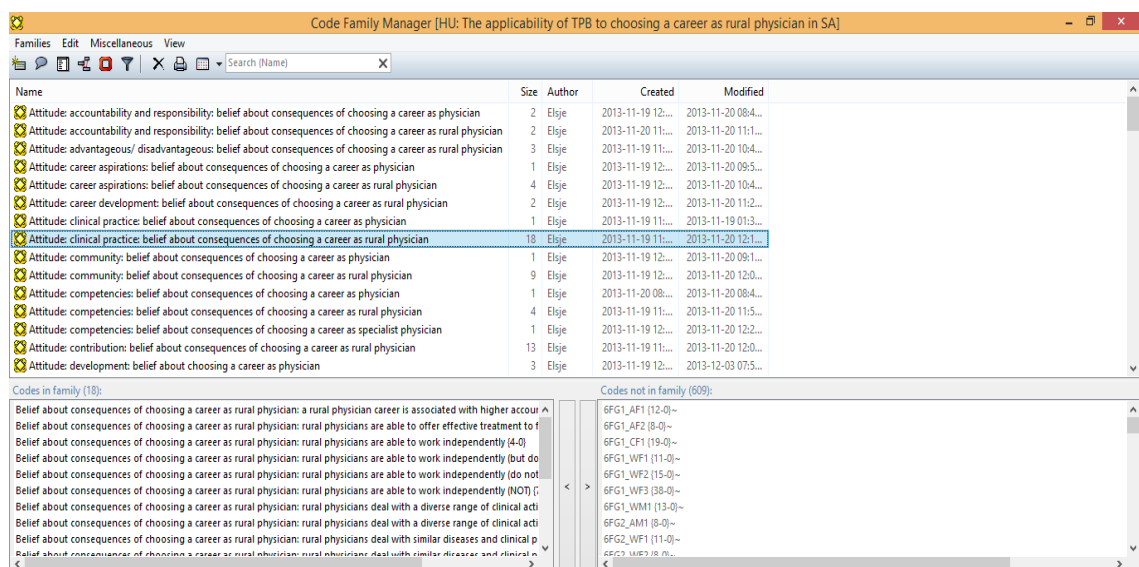 Code Family Manager [HU: The applicability of TPB to choosing a career as rural physician in SA]
Families Edit Miscellaneous View
Search (Name)
Name Size Author Created Modified
Attitude: accountability and responsibility: belief about consequences of choosing a career as physician 2 Elsje 2013-11-19 12:... 2013-11-20 08:4...
Attitude: accountability and responsibility: belief about consequences of choosing a career as rural physician 2 Elsje 2013-11-20 11:... 2013-11-20 11:1...
Attitude: advantageous/ disadvantageous: belief about consequences of choosing a career as rural physician 3 Elsje 2013-11-19 11:... 2013-11-20 10:4...
Attitude: career aspirations: belief about consequences of choosing a career as physician 1 Elsje 2013-11-19 12:... 2013-11-20 09:5...
Attitude: career aspirations: belief about consequences of choosing a career as rural physician 4 Elsje 2013-11-19 12:... 2013-11-20 10:4...
Attitude: career development: belief about consequences of choosing a career as rural physician 2 Elsje 2013-11-19 12:... 2013-11-20 11:2...
Attitude: clinical practice: belief about consequences of choosing a career as physician 1 Elsje 2013-11-19 11:... 2013-11-19 01:3...
Attitude: clinical practice: belief about consequences of choosing a career as rural physician 18 Elsje 2013-11-19 11:... 2013-11-20 12:1...
Attitude: community: belief about consequences of choosing a career as physician 1 Elsje 2013-11-19 12:... 2013-11-20 09:1...
Attitude: community: belief about consequences of choosing a career as rural physician 9 Elsje 2013-11-19 12:... 2013-11-20 12:0...
Attitude: competencies: belief about consequences of choosing a career as physician 1 Elsje 2013-11-20 08:... 2013-11-20 08:4...
Attitude: competencies: belief about consequences of choosing a career as rural physician 4 Elsje 2013-11-19 11:... 2013-11-20 11:5...
Attitude: competencies: belief about consequences of choosing a career as specialist physician 1 Elsje 2013-11-19 12:... 2013-11-20 12:2...
Attitude: contribution: belief about consequences of choosing a career as rural physician 13 Elsje 2013-11-19 11:... 2013-11-20 12:0...
Attitude: development: belief about choosing a career as physician 3 Elsje 2013-11-19 12:... 2013-12-03 07:5...
Codes in family (18):
Belief about consequences of choosing a career as rural physician: a rural physician career is associated with higher accour
Belief about consequences of choosing a career as rural physician: rural physicians are able to offer effective treatment to f
Belief about consequences of choosing a career as rural physician: rural physicians are able to work independently {4-0}
Belief about consequences of choosing a career as rural physician: rural physicians are able to work independently (but do
Belief about consequences of choosing a career as rural physician: rural physicians are able to work independently (do not
Belief about consequences of choosing a career as rural physician: rural physicians are able to work independently (NOT) {7
Belief about consequences of choosing a career as rural physician: rural physicians deal with a diverse range of clinical acti
Belief about consequences of choosing a career as rural physician: rural physicians deal with a diverse range of clinical acti
Belief about consequences of choosing a career as rural physician: rural physicians deal with similar diseases and clinical p
Belief about consequences of choosing a career as rural physician: rural physicians deal with similar diseases and clinical p
< >
Codes not in family (609):
6FG1_AF1 {12-0}~
6FG1_AF2 {8-0}~
6FG1_CF1 {19-0}~
6FG1_WF1 {11-0}~
6FG1_WF2 {15-0}~
6FG1_WF3 {38-0}~
6FG1_WM1 {13-0}~
6FG2_AM1 {8-0}~
6FG2_WF1 {11-0}~
6FG2_WF2 {8-0}~